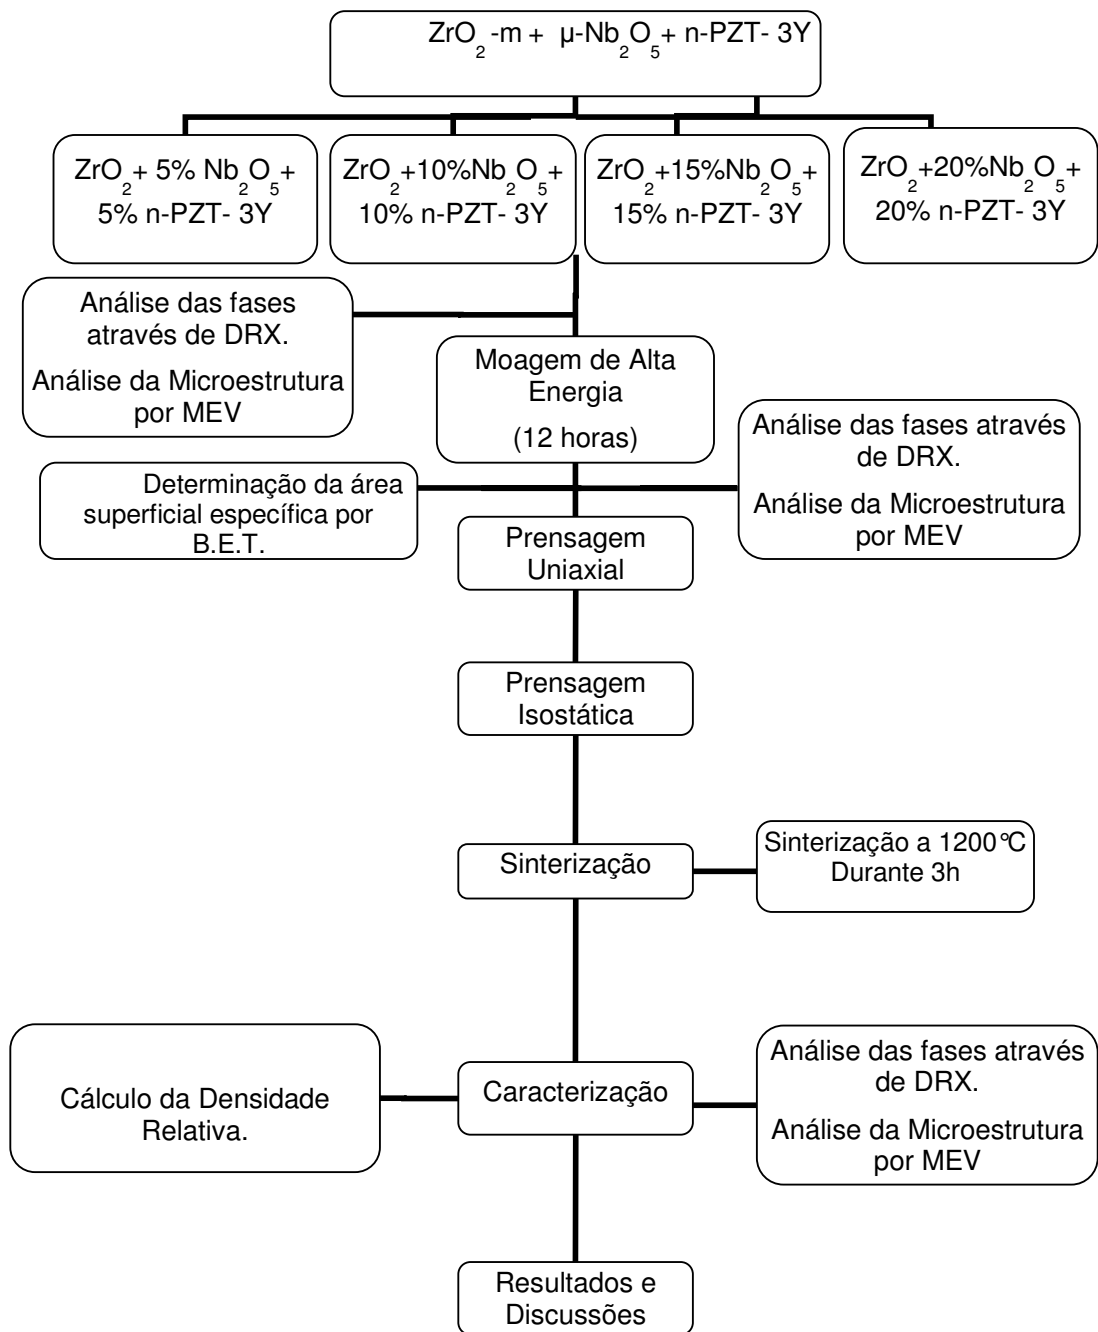 ZrO2 -m + µ-Nb2O5+ n-PZT- 3Y
ZrO2+ 5% Nb2O5+
5% n-PZT- 3Y
ZrO2+10%Nb2O5+
10% n-PZT- 3Y
ZrO2+15%Nb2O5+
15% n-PZT- 3Y
ZrO2+20%Nb2O5+
20% n-PZT- 3Y
Análise das fases
através de DRX.
Análise da Microestrutura
por MEV
Moagem de Alta
Energia
(12 horas)
Análise das fases através
de DRX.
Análise da Microestrutura
por MEV
Determinação da área
superficial específica por
B.E.T.
Prensagem
Uniaxial
Prensagem
Isostática
Sinterização
Sinterização a 1200°C
Durante 3h
Cálculo da Densidade
Relativa.
Caracterização
Análise das fases através
de DRX.
Análise da Microestrutura
por MEV
Resultados e
Discussões